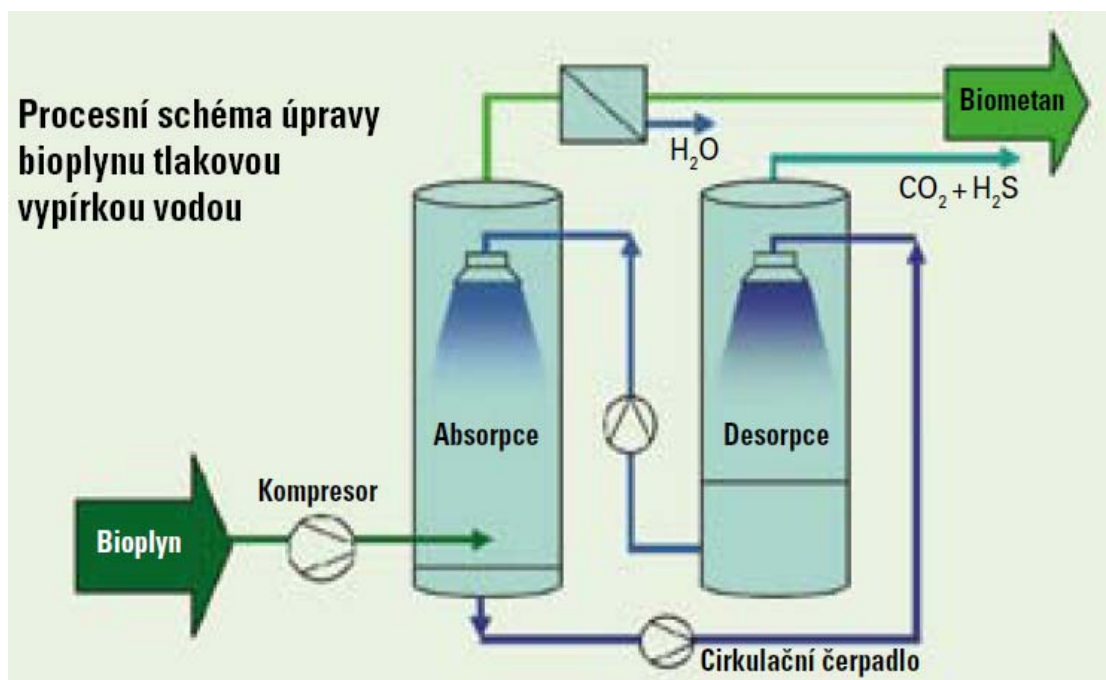 Procesní schéma úpravy
bioplynu tlakovou
vypírkou vodou
Biometan
H₂O
CO₂ + H₂S
Absorpce
Desorpce
Kompresor
Bioplyn
Cirkulační čerpadlo